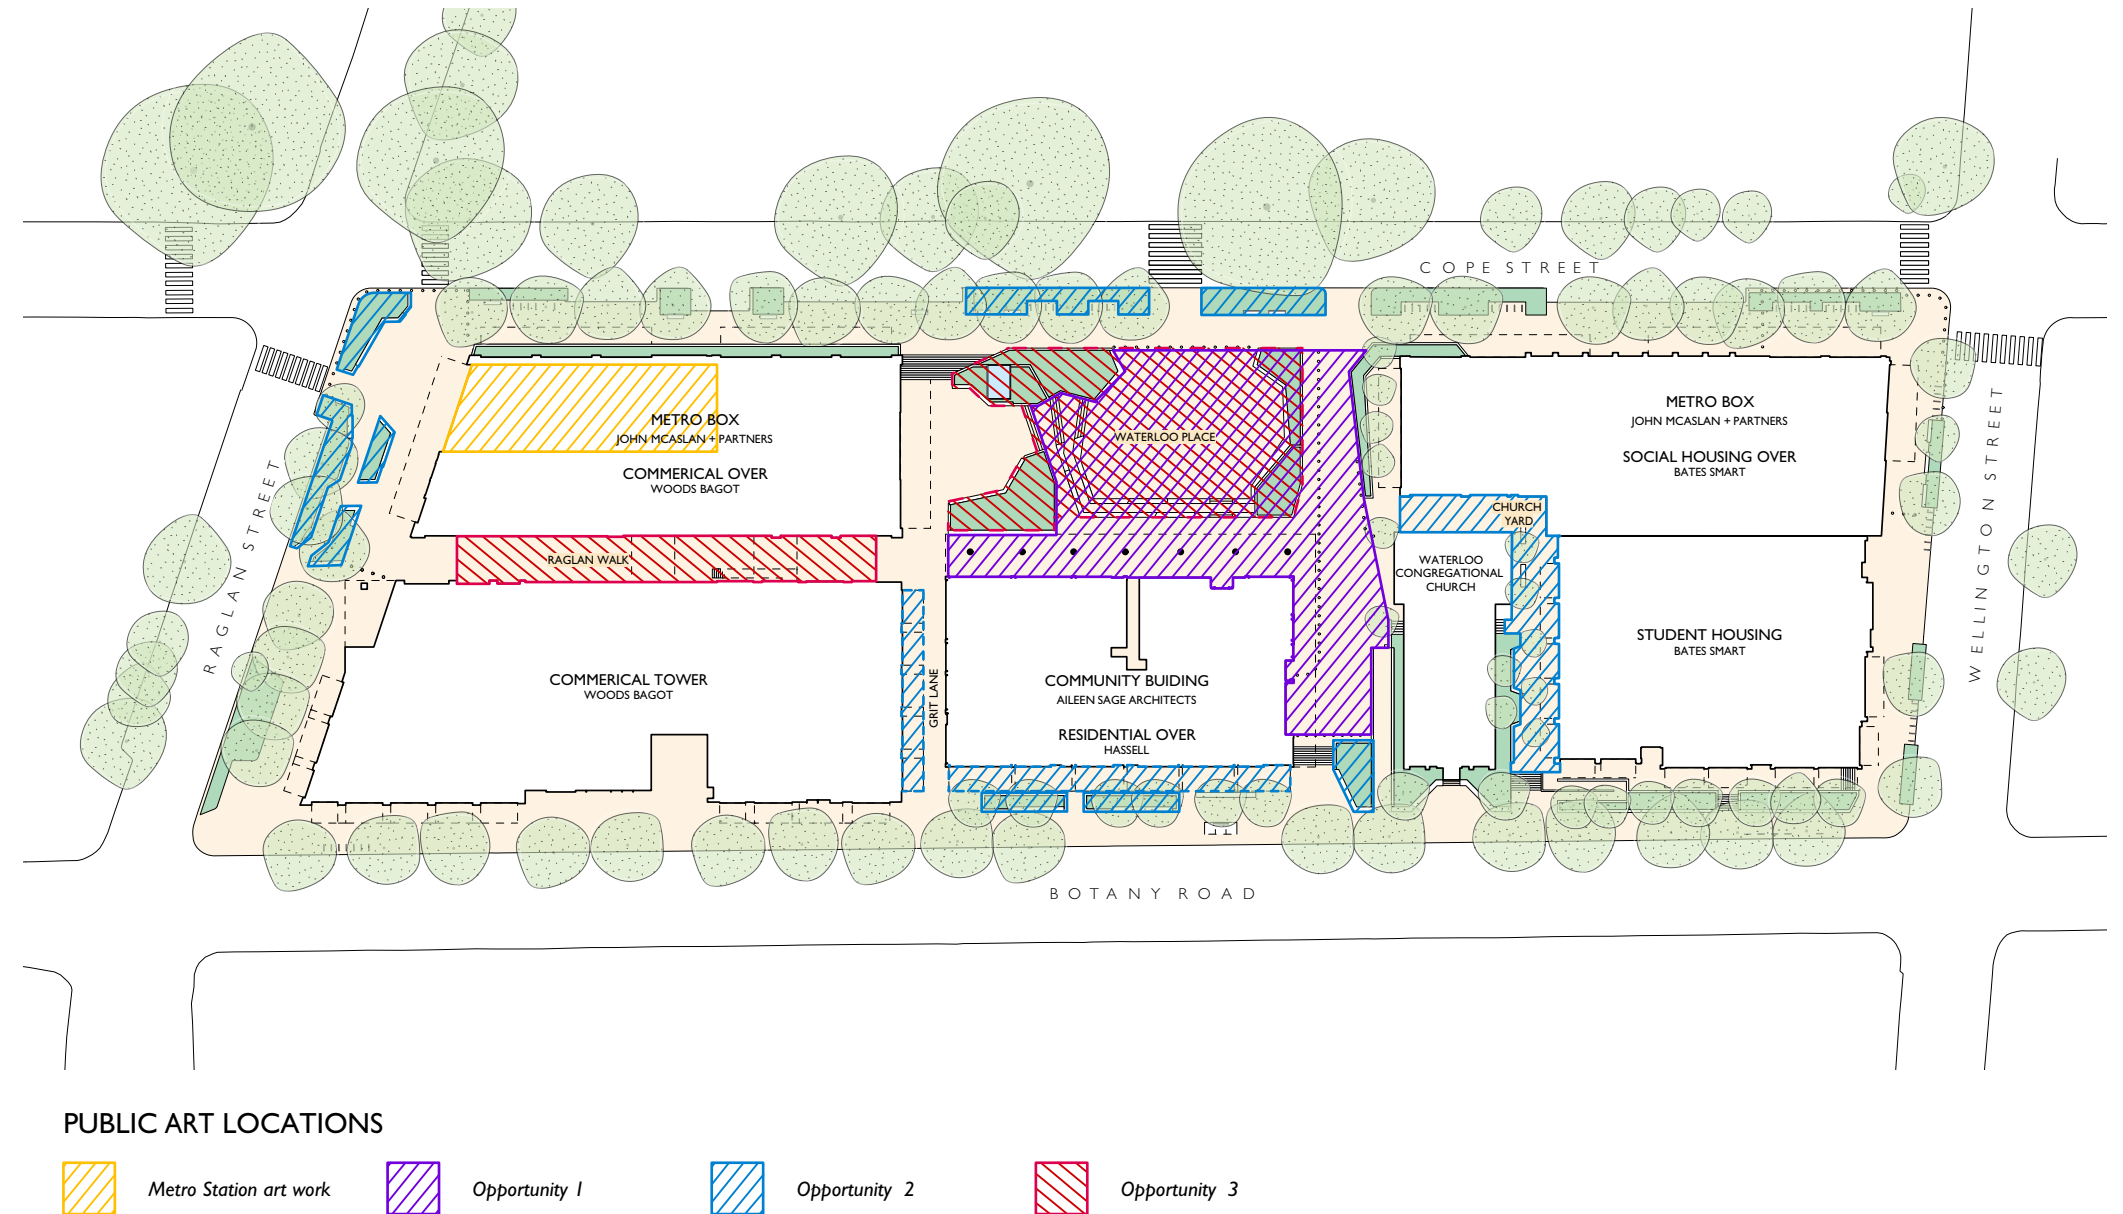 COPE STREET
METRO BOX
JOHN MCASLAN + PARTNERS
COMMERICAL OVER
WOODS BAGOT
WATERLOO PLACE
METRO BOX
JOHN MCASLAN + PARTNERS
SOCIAL HOUSING OVER
BATES SMART
CHURCH
YARD
RAGLAN STREET
RAGLAN WALK
WATERLOO
CONGREGATIONAL
CHURCH
WELLINGTON STREET
COMMERICAL TOWER
WOODS BAGOT
GRIT LANE
COMMUNITY BUIDING
AILEEN SAGE ARCHITECTS
RESIDENTIAL OVER
HASSELL
STUDENT HOUSING
BATES SMART
BOTANY ROAD
PUBLIC ART LOCATIONS
Metro Station art work
Opportunity 1
Opportunity 2
Opportunity 3